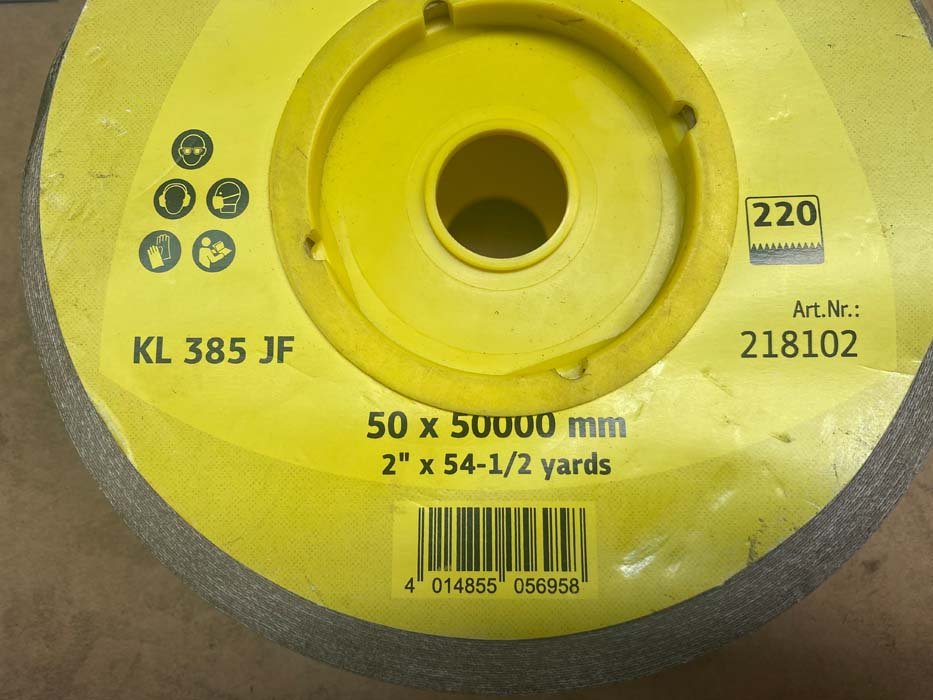 220
Art.Nr.:
218102
KL 385 JF
50 x 50000 mm
2" x 54-1/2 yards
4 014855 056958